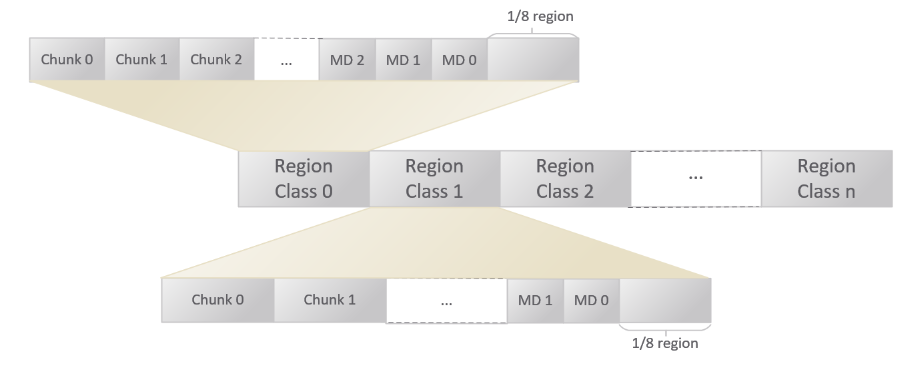 1/8 region
Chunk 0 Chunk 1 Chunk 2 ... MD 2 MD 1 MD 0
Region Region Region ... Region
Class 0 Class 1 Class 2 Class n
Chunk 0 Chunk 1 ... MD 1 MD 0
1/8 region